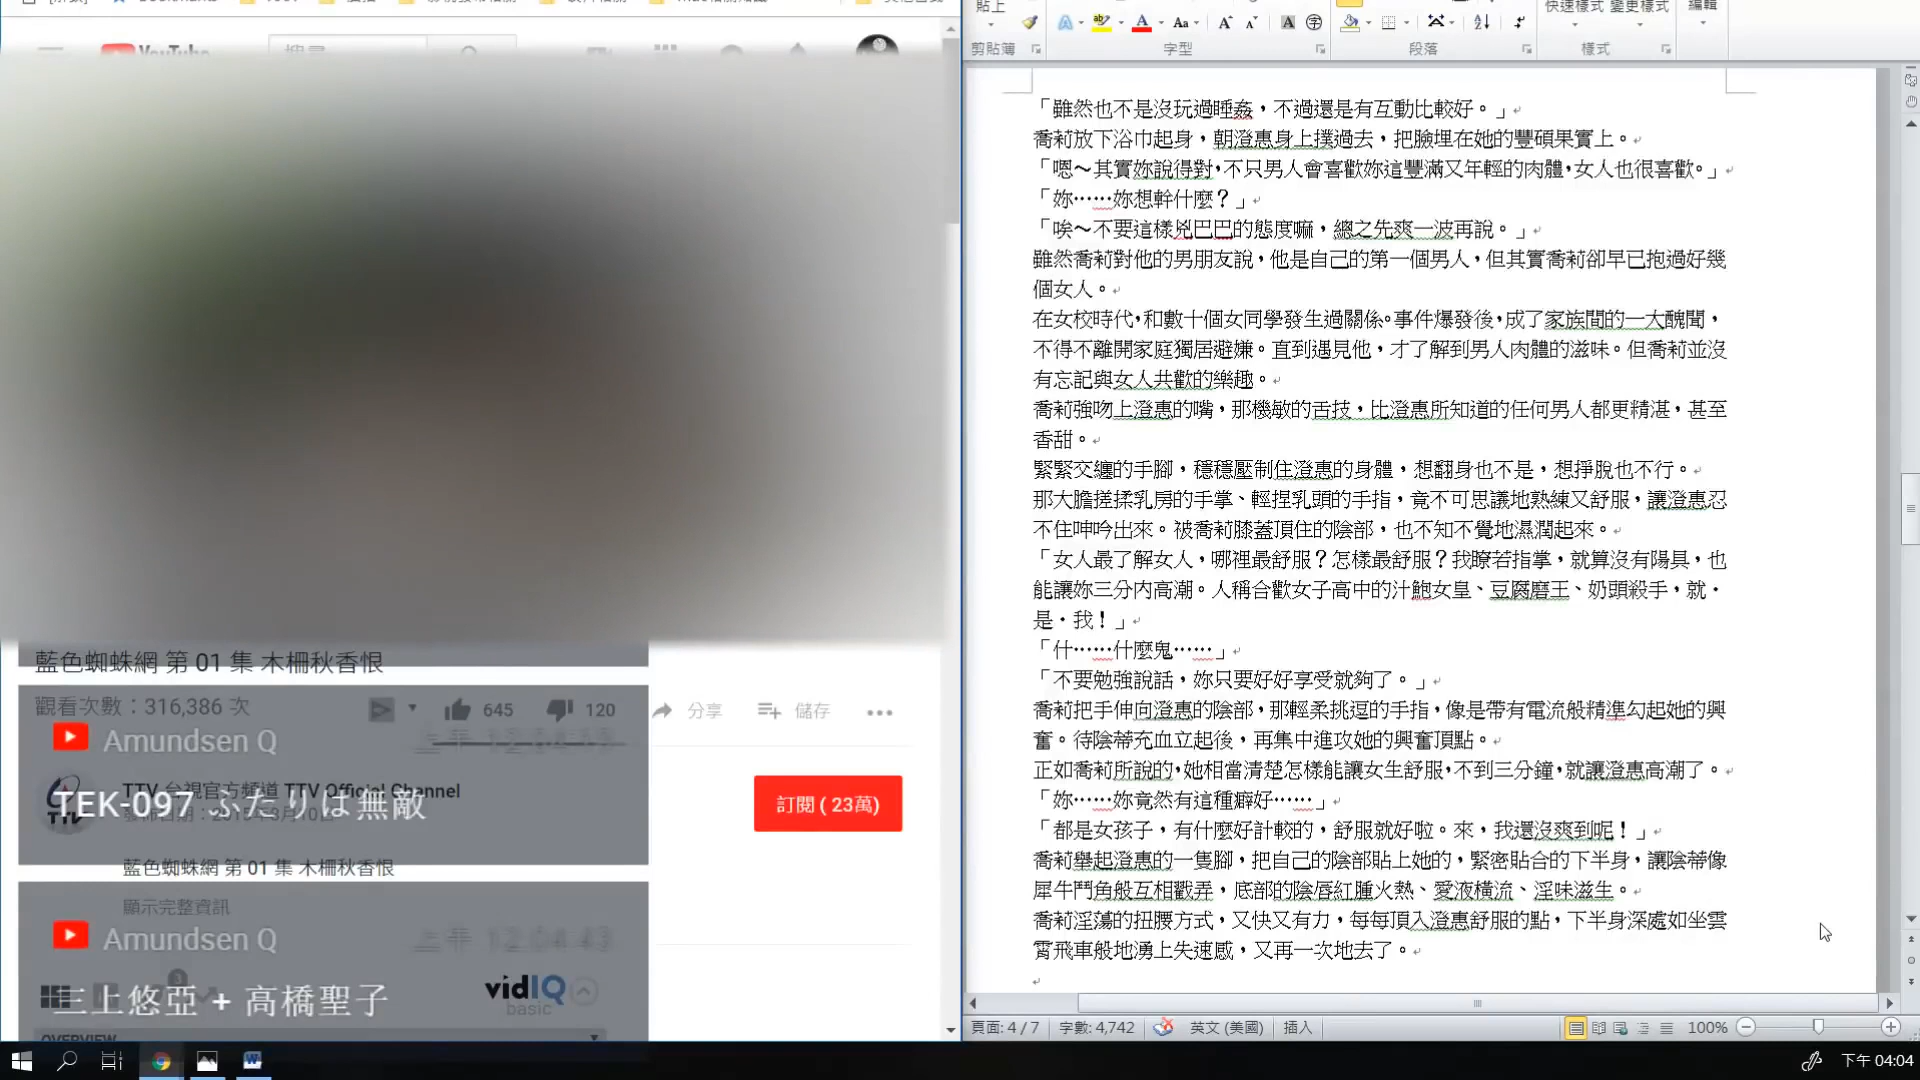 YouTube
藍色蜘蛛網 第 01 集 木柵秋香恨
觀看次數：316,386 次
645
120
分享
儲存
Amundsen Q
TTV 台視官方頻道 TTV Official Channel
TEK-097 ふたりは無敵
訂閱 ( 23萬)
藍色蜘蛛網 第 01 集 木柵秋香恨
顯示完整資訊
Amundsen Q
上午 12:04:43
三上悠亞 + 高橋聖子
vidIQ
basic
OVERVIEW
貼上
快速樣式 變更樣式
編輯
剪貼簿
字型
段落
樣式
「雖然也不是沒玩過睡姦，不過還是有互動比較好。」
喬莉放下浴巾起身，朝澄惠身上撲過去，把臉埋在她的豐碩果實上。
「嗯～其實妳說得對，不只男人會喜歡妳這豐滿又年輕的肉體，女人也很喜歡。」
「妳……妳想幹什麼？」
「唉～不要這樣兇巴巴的態度嘛，總之先爽一波再說。」
雖然喬莉對他的男朋友說，他是自己的第一個男人，但其實喬莉卻早已抱過好幾
個女人。
在女校時代，和數十個女同學發生過關係。事件爆發後，成了家族間的一大醜聞，
不得不離開家庭獨居避嫌。直到遇見他，才了解到男人肉體的滋味。但喬莉並沒
有忘記與女人共歡的樂趣。
喬莉強吻上澄惠的嘴，那機敏的舌技，比澄惠所知道的任何男人都更精湛，甚至
香甜。
緊緊交纏的手腳，穩穩壓制住澄惠的身體，想翻身也不是，想掙脫也不行。
那大膽搓揉乳房的手掌、輕捏乳頭的手指，竟不可思議地熟練又舒服，讓澄惠忍
不住呻吟出來。被喬莉膝蓋頂住的陰部，也不知不覺地濕潤起來。
「女人最了解女人，哪裡最舒服？怎樣最舒服？我瞭若指掌，就算沒有陽具，也
能讓妳三分內高潮。人稱合歡女子高中的汁鮑女皇、豆腐磨王、奶頭殺手，就・
是・我！」
「什……什麼鬼……」
「不要勉強說話，妳只要好好享受就夠了。」
喬莉把手伸向澄惠的陰部，那輕柔挑逗的手指，像是帶有電流般精準勾起她的興
奮。待陰蒂充血立起後，再集中進攻她的興奮頂點。
正如喬莉所說的，她相當清楚怎樣能讓女生舒服，不到三分鐘，就讓澄惠高潮了。
「妳……妳竟然有這種癖好……」
「都是女孩子，有什麼好計較的，舒服就好啦。來，我還沒爽到呢！」
喬莉舉起澄惠的一隻腳，把自己的陰部貼上她的，緊密貼合的下半身，讓陰蒂像
犀牛鬥角般互相戳弄，底部的陰唇紅腫火熱、愛液橫流、淫味滋生。
喬莉淫蕩的扭腰方式，又快又有力，每每頂入澄惠舒服的點，下半身深處如坐雲
霄飛車般地湧上失速感，又再一次地去了。
頁面: 4 / 7
字數: 4,742
英文 (美國)
插入
100%
下午 04:04